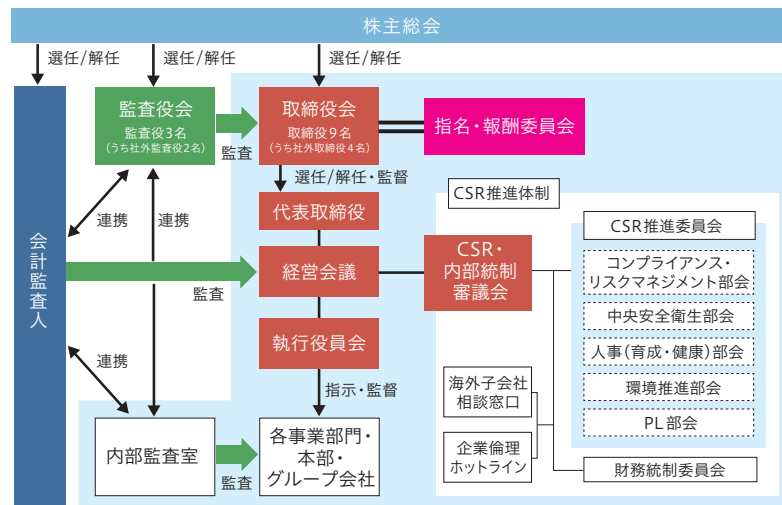 株主総会
選任/解任
選任/解任
選任/解任
監査役会
監査役3名
(うち社外監査役2名)
監査
取締役会
取締役9名
(うち社外取締役4名)
指名・報酬委員会
選任/解任・監督
代表取締役
連携
連携
会計監査人
監査
経営会議
執行役員会
指示・監督
連携
内部監査室
監査
各事業部門・
本部・
グループ会社
CSR推進体制
CSR・
内部統制
審議会
CSR推進委員会
コンプライアンス・
リスクマネジメント部会
中央安全衛生部会
人事(育成・健康)部会
環境推進部会
PL部会
海外子会社
相談窓口
企業倫理
ホットライン
財務統制委員会